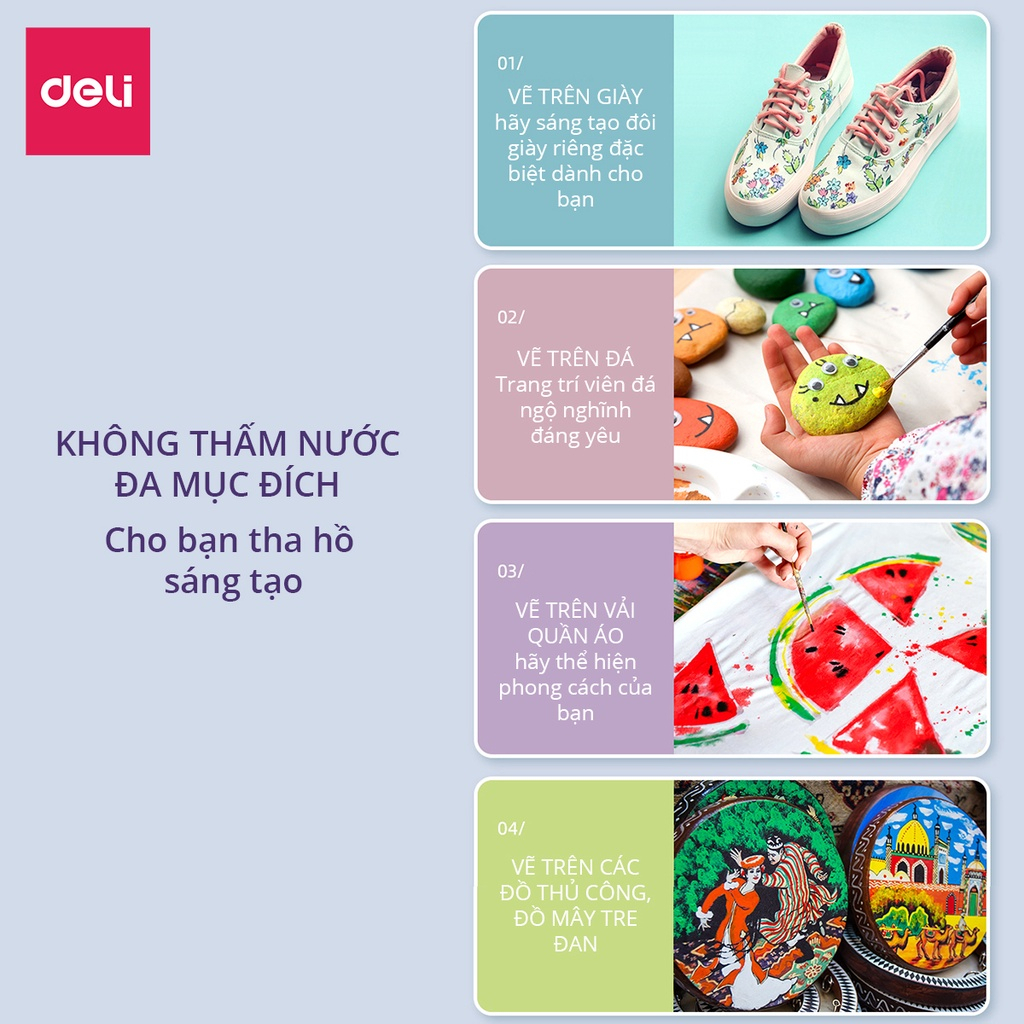 deli
KHÔNG THẤM NƯỚC
ĐA MỤC ĐÍCH
Cho bạn tha hồ
sáng tạo
01/
VẼ TRÊN GIÀY
hãy sáng tạo đôi
giày riêng đặc
biệt dành cho
bạn
02/
VẼ TRÊN ĐÁ
Trang trí viên đá
ngộ nghĩnh
đáng yêu
03/
VẼ TRÊN VẢI
QUẦN ÁO
hãy thể hiện
phong cách của
bạn
04/
VẼ TRÊN CÁC
ĐỒ THỦ CÔNG,
ĐỒ MÂY TRE
ĐAN